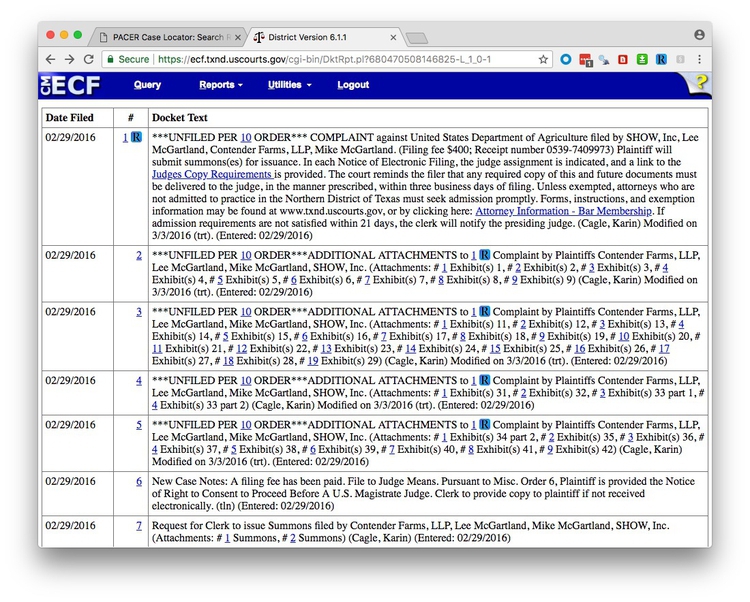 PACER Case Locator: Search R
District Version 6.1.1
Secure https://ecf.txnd.uscourts.gov/cgi-bin/DktRpt.pl?680470508146825-L_1_0-1
CM ECF Query Reports Utilities Logout ?
Date Filed # Docket Text
02/29/2016 1 R ***UNFILED PER 10 ORDER*** COMPLAINT against United States Department of Agriculture filed by SHOW, Inc, Lee
McGartland, Contender Farms, LLP, Mike McGartland. (Filing fee $400; Receipt number 0539-7409973) Plaintiff will
submit summons(es) for issuance. In each Notice of Electronic Filing, the judge assignment is indicated, and a link to the
Judges Copy Requirements is provided. The court reminds the filer that any required copy of this and future documents must
be delivered to the judge, in the manner prescribed, within three business days of filing. Unless exempted, attorneys who are
not admitted to practice in the Northern District of Texas must seek admission promptly. Forms, instructions, and exemption
information may be found at www.txnd.uscourts.gov, or by clicking here: Attorney Information - Bar Membership. If
admission requirements are not satisfied within 21 days, the clerk will notify the presiding judge. (Cagle, Karin) Modified on
3/3/2016 (trt). (Entered: 02/29/2016)
02/29/2016 2 ***UNFILED PER 10 ORDER***ADDITIONAL ATTACHMENTS to 1 R Complaint by Plaintiffs Contender Farms, LLP,
Lee McGartland, Mike McGartland, SHOW, Inc. (Attachments: # 1 Exhibit(s) 1, # 2 Exhibit(s) 2, # 3 Exhibit(s) 3, # 4
Exhibit(s) 4, # 5 Exhibit(s) 5, # 6 Exhibit(s) 6, # 7 Exhibit(s) 7, # 8 Exhibit(s) 8, # 9 Exhibit(s) 9) (Cagle, Karin) Modified on
3/3/2016 (trt). (Entered: 02/29/2016)
02/29/2016 3 ***UNFILED PER 10 ORDER***ADDITIONAL ATTACHMENTS to 1 R Complaint by Plaintiffs Contender Farms, LLP,
Lee McGartland, Mike McGartland, SHOW, Inc. (Attachments: # 1 Exhibit(s) 11, # 2 Exhibit(s) 12, # 3 Exhibit(s) 13, # 4
Exhibit(s) 14, # 5 Exhibit(s) 15, # 6 Exhibit(s) 16, # 7 Exhibit(s) 17, # 8 Exhibit(s) 18, # 9 Exhibit(s) 19, # 10 Exhibit(s) 20, #
11 Exhibit(s) 21, # 12 Exhibit(s) 22, # 13 Exhibit(s) 23, # 14 Exhibit(s) 24, # 15 Exhibit(s) 25, # 16 Exhibit(s) 26, # 17
Exhibit(s) 27, # 18 Exhibit(s) 28, # 19 Exhibit(s) 29) (Cagle, Karin) Modified on 3/3/2016 (trt). (Entered: 02/29/2016)
02/29/2016 4 ***UNFILED PER 10 ORDER***ADDITIONAL ATTACHMENTS to 1 R Complaint by Plaintiffs Contender Farms, LLP,
Lee McGartland, Mike McGartland, SHOW, Inc. (Attachments: # 1 Exhibit(s) 31, # 2 Exhibit(s) 32, # 3 Exhibit(s) 33 part 1, #
4 Exhibit(s) 33 part 2) (Cagle, Karin) Modified on 3/3/2016 (trt). (Entered: 02/29/2016)
02/29/2016 5 ***UNFILED PER 10 ORDER***ADDITIONAL ATTACHMENTS to 1 R Complaint by Plaintiffs Contender Farms, LLP,
Lee McGartland, Mike McGartland, SHOW, Inc. (Attachments: # 1 Exhibit(s) 34 part 2, # 2 Exhibit(s) 35, # 3 Exhibit(s) 36, #
4 Exhibit(s) 37, # 5 Exhibit(s) 38, # 6 Exhibit(s) 39, # 7 Exhibit(s) 40, # 8 Exhibit(s) 41, # 9 Exhibit(s) 42) (Cagle, Karin)
Modified on 3/3/2016 (trt). (Entered: 02/29/2016)
02/29/2016 6 New Case Notes: A filing fee has been paid. File to Judge Means. Pursuant to Misc. Order 6, Plaintiff is provided the Notice
of Right to Consent to Proceed Before A U.S. Magistrate Judge. Clerk to provide copy to plaintiff if not received
electronically. (tln) (Entered: 02/29/2016)
02/29/2016 7 Request for Clerk to issue Summons filed by Contender Farms, LLP, Lee McGartland, Mike McGartland, SHOW, Inc.
(Attachments: # 1 Summons, # 2 Summons) (Cagle, Karin) (Entered: 02/29/2016)